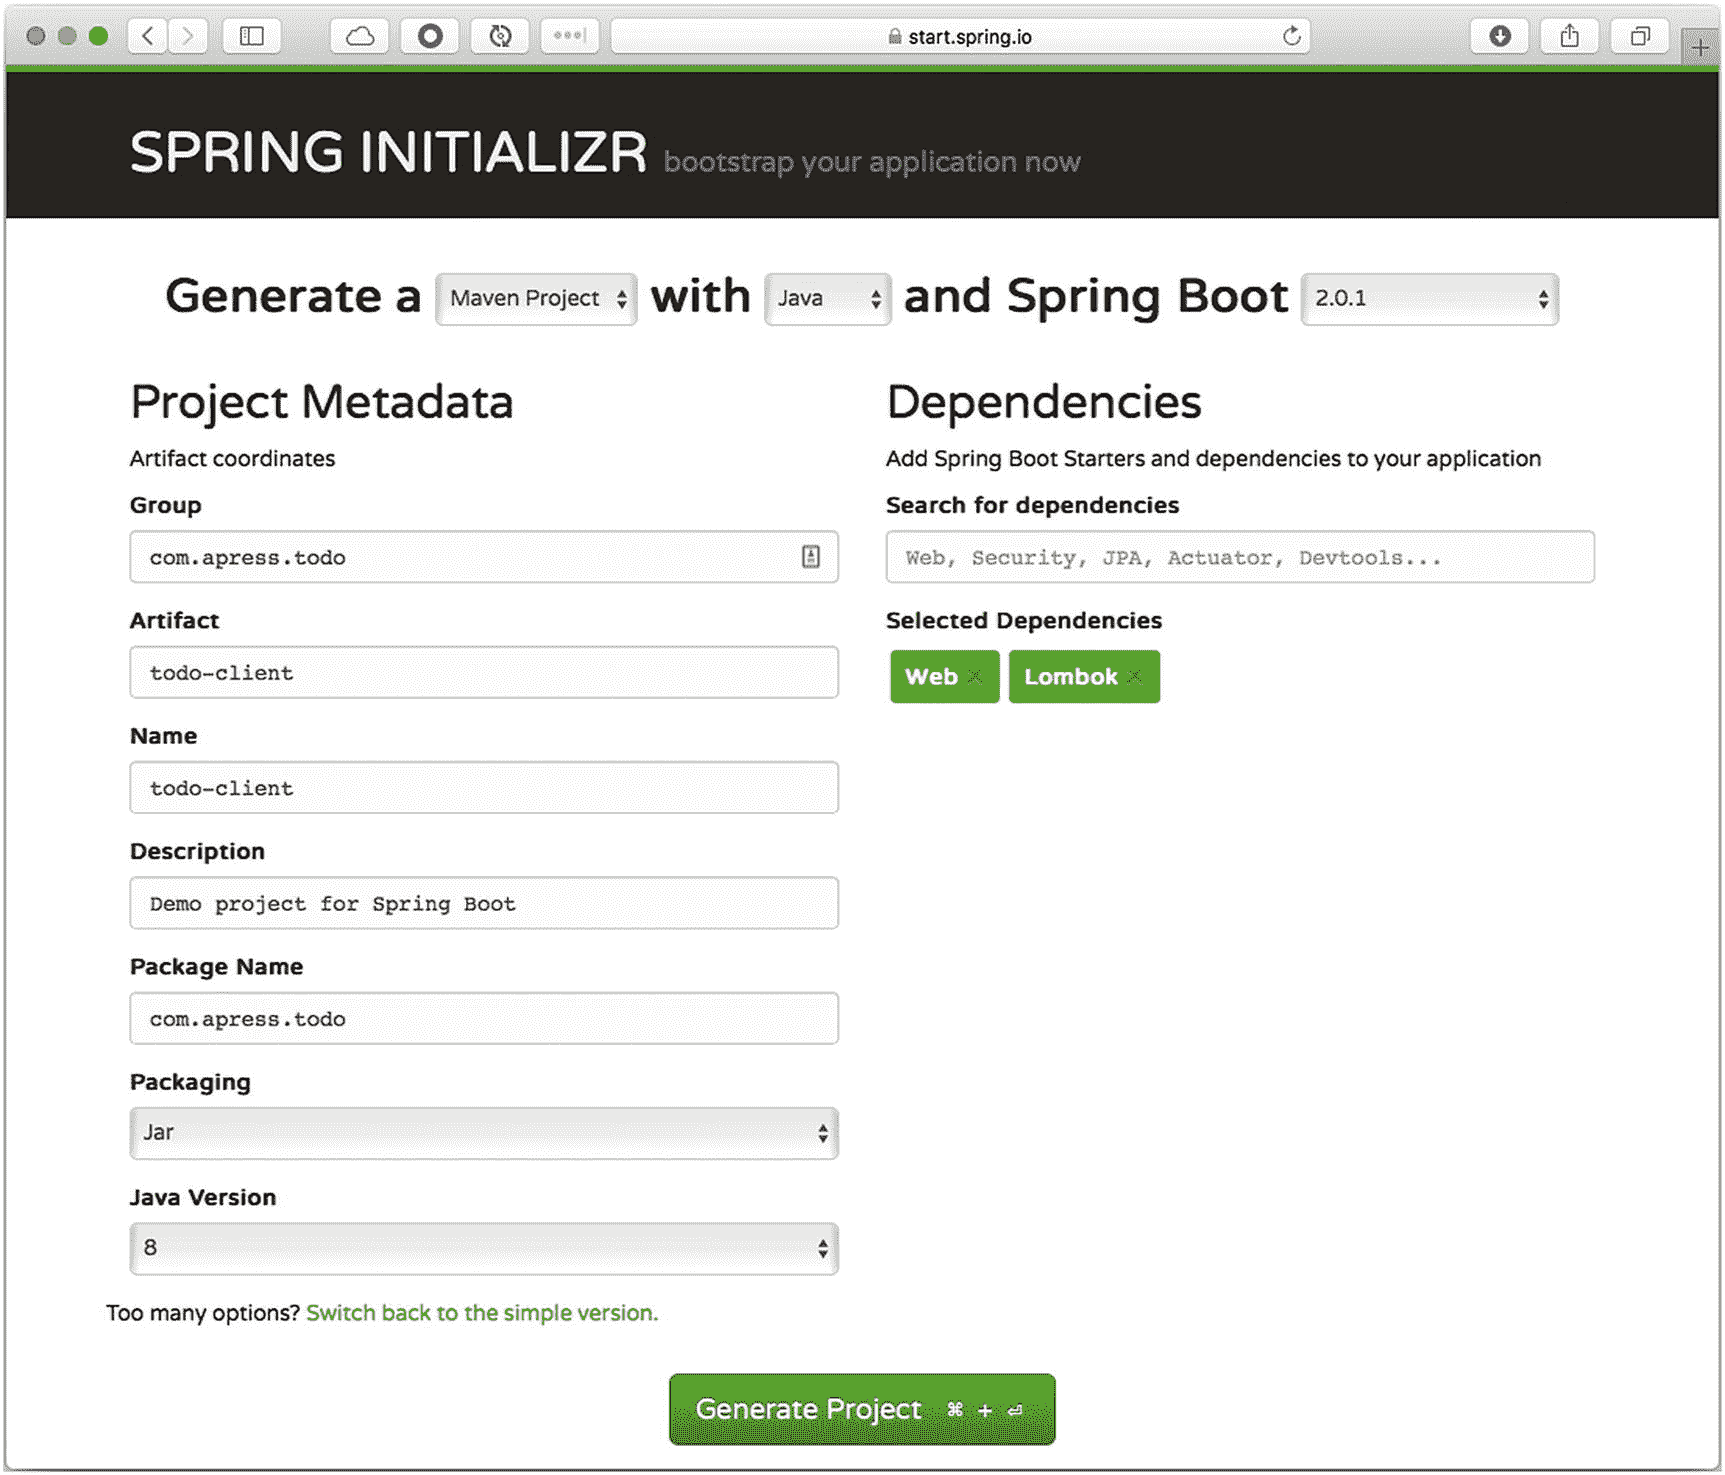 start.spring.io
SPRING INITIALIZR bootstrap your application now
Generate a Maven Project with Java and Spring Boot 2.0.1
Project Metadata
Artifact coordinates
Group
com.apress.todo
Artifact
todo-client
Name
todo-client
Description
Demo project for Spring Boot
Package Name
com.apress.todo
Packaging
Jar
Java Version
8
Too many options? Switch back to the simple version.
Dependencies
Add Spring Boot Starters and dependencies to your application
Search for dependencies
Web, Security, JPA, Actuator, Devtools...
Selected Dependencies
Web × Lombok ×
Generate Project ⌘ + ⏎